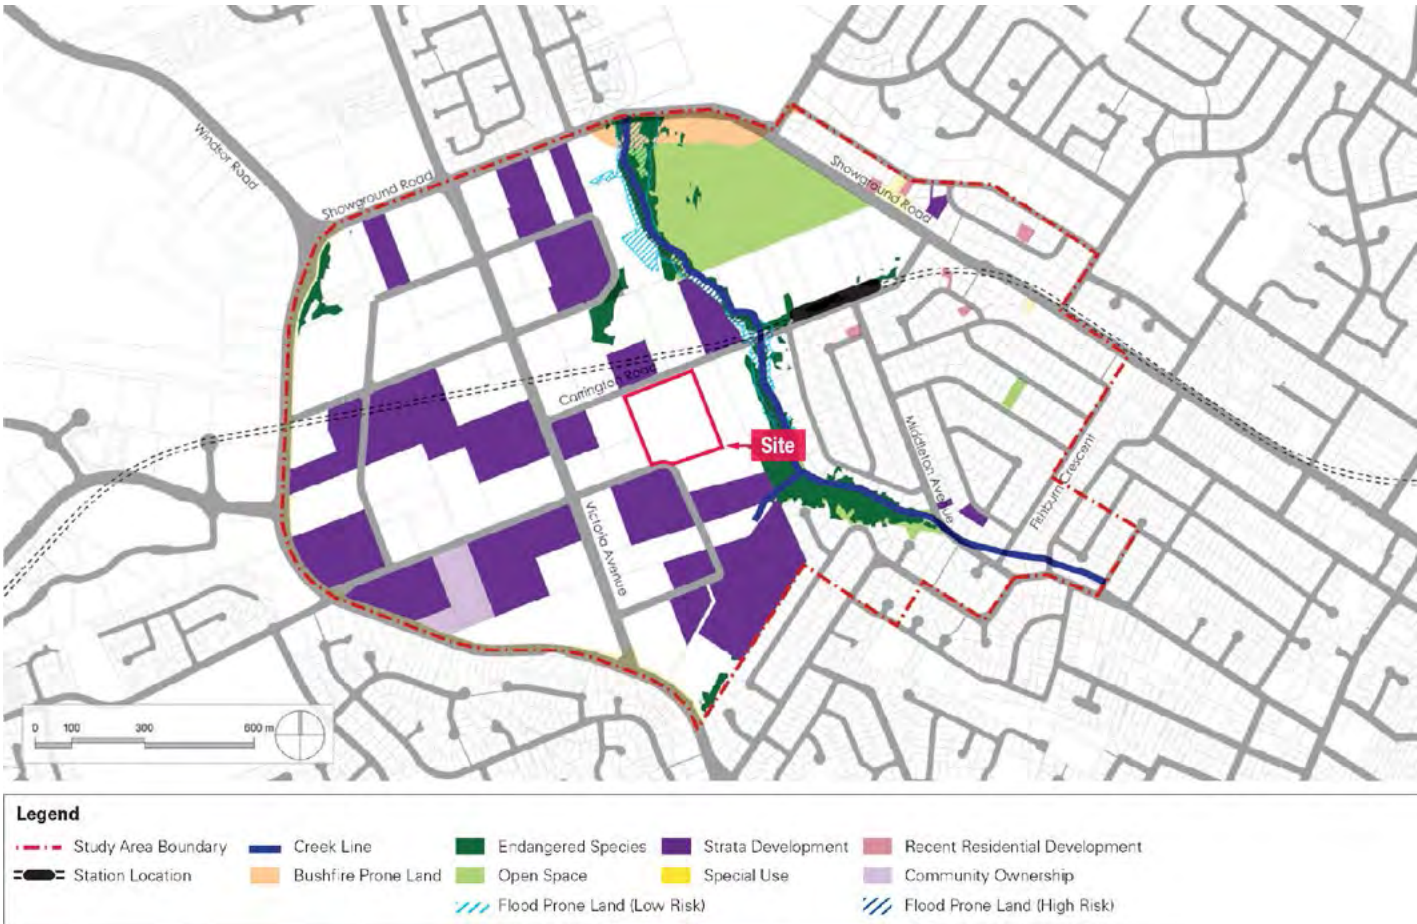 Windsor Road
Showground Road
Showground Road
Carrington Road
Site
Victoria Avenue
Middleton Avenue
Fishburn Crescent
0 100 300 600 m
Legend
Study Area Boundary
Creek Line
Endangered Species
Strata Development
Recent Residential Development
Station Location
Bushfire Prone Land
Open Space
Special Use
Community Ownership
Flood Prone Land (Low Risk)
Flood Prone Land (High Risk)